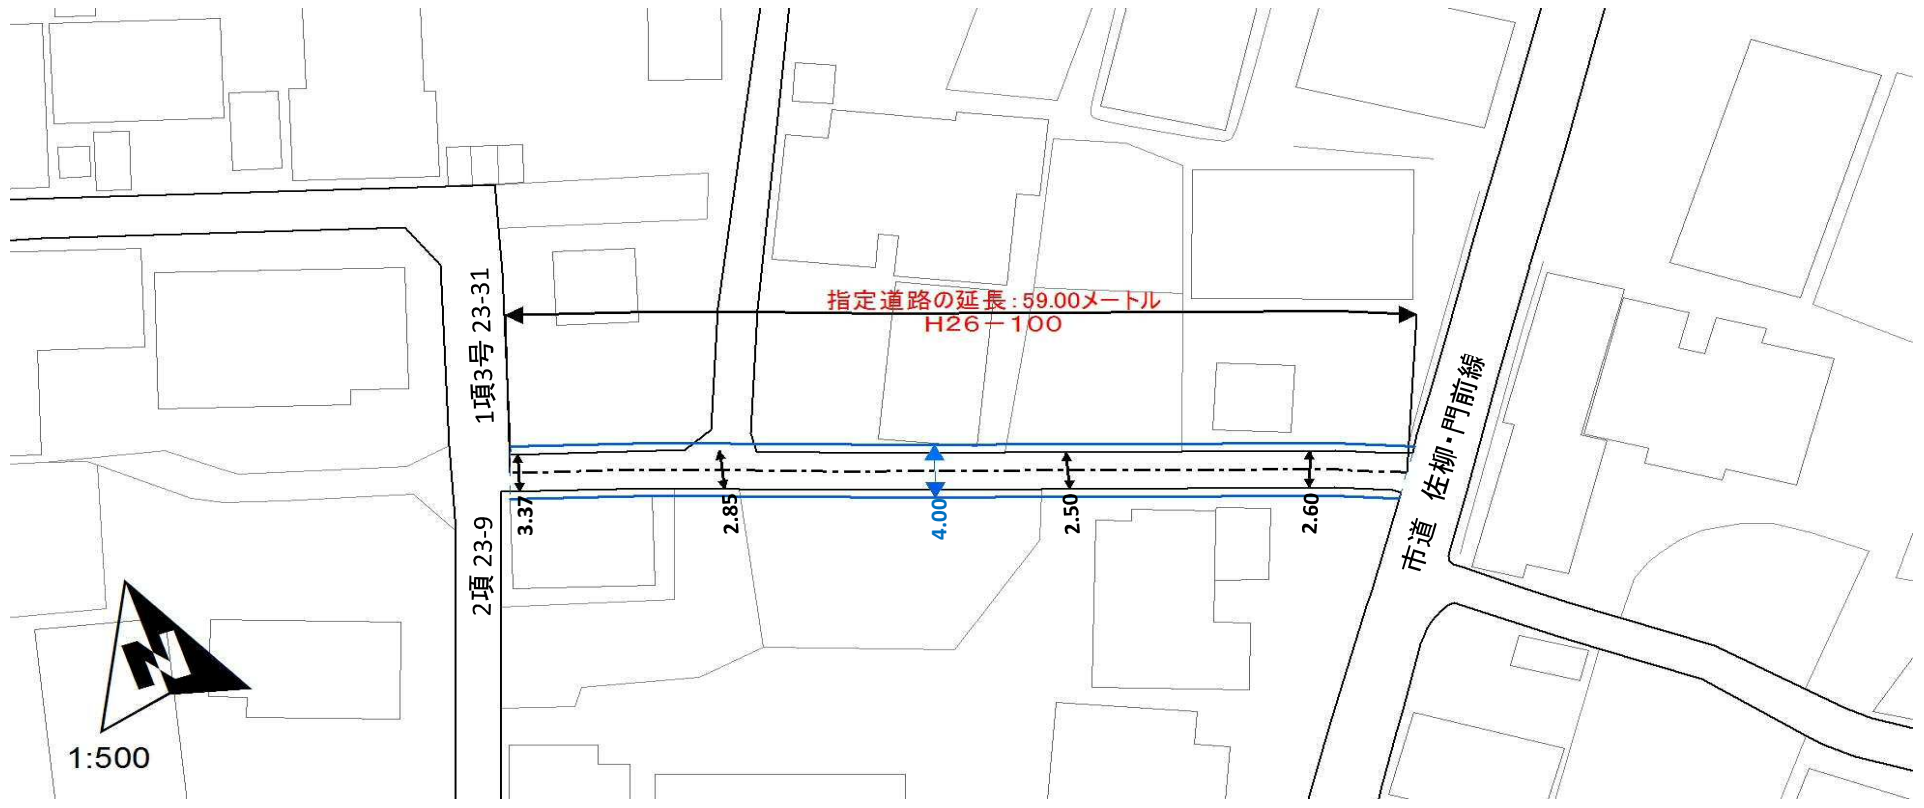 指定道路の延長:59.00メートル
H26-100
1項3号 23-31
2項 23-9
3.37
2.85
4.00
2.50
2.60
市道 佐柳・門前線
N
1:500